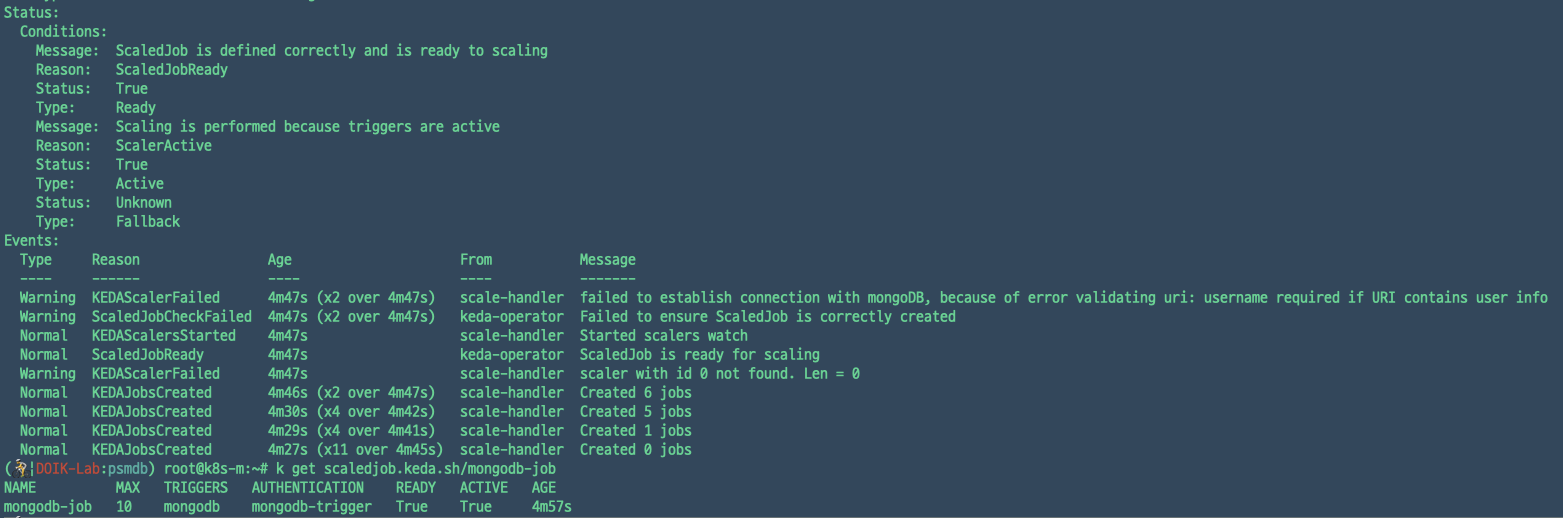 Status:
  Conditions:
    Message:  ScaledJob is defined correctly and is ready to scaling
    Reason:   ScaledJobReady
    Status:   True
    Type:     Ready
    Message:  Scaling is performed because triggers are active
    Reason:   ScalerActive
    Status:   True
    Type:     Active
    Status:   Unknown
    Type:     Fallback
Events:
  Type     Reason                Age                    From           Message
  ----     ------                ----                   ----           -------
  Warning  KEDAScalerFailed      4m47s (x2 over 4m47s)   scale-handler  failed to establish connection with mongoDB, because of error validating uri: username required if URI contains user info
  Warning  ScaledJobCheckFailed  4m47s (x2 over 4m47s)   keda-operator  Failed to ensure ScaledJob is correctly created
  Normal   KEDAScalersStarted    4m47s                   scale-handler  Started scalers watch
  Normal   ScaledJobReady        4m47s                   keda-operator  ScaledJob is ready for scaling
  Warning  KEDAScalerFailed      4m47s                   scale-handler  scaler with id 0 not found. Len = 0
  Normal   KEDAJobsCreated       4m46s (x2 over 4m47s)   scale-handler  Created 6 jobs
  Normal   KEDAJobsCreated       4m30s (x4 over 4m42s)   scale-handler  Created 5 jobs
  Normal   KEDAJobsCreated       4m29s (x4 over 4m41s)   scale-handler  Created 1 jobs
  Normal   KEDAJobsCreated       4m27s (x11 over 4m45s)  scale-handler  Created 0 jobs
(|DOIK-Lab:psmdb) root@k8s-m:~# k get scaledjob.keda.sh/mongodb-job
NAME          MAX   TRIGGERS   AUTHENTICATION    READY   ACTIVE   AGE
mongodb-job   10    mongodb    mongodb-trigger   True    True     4m57s